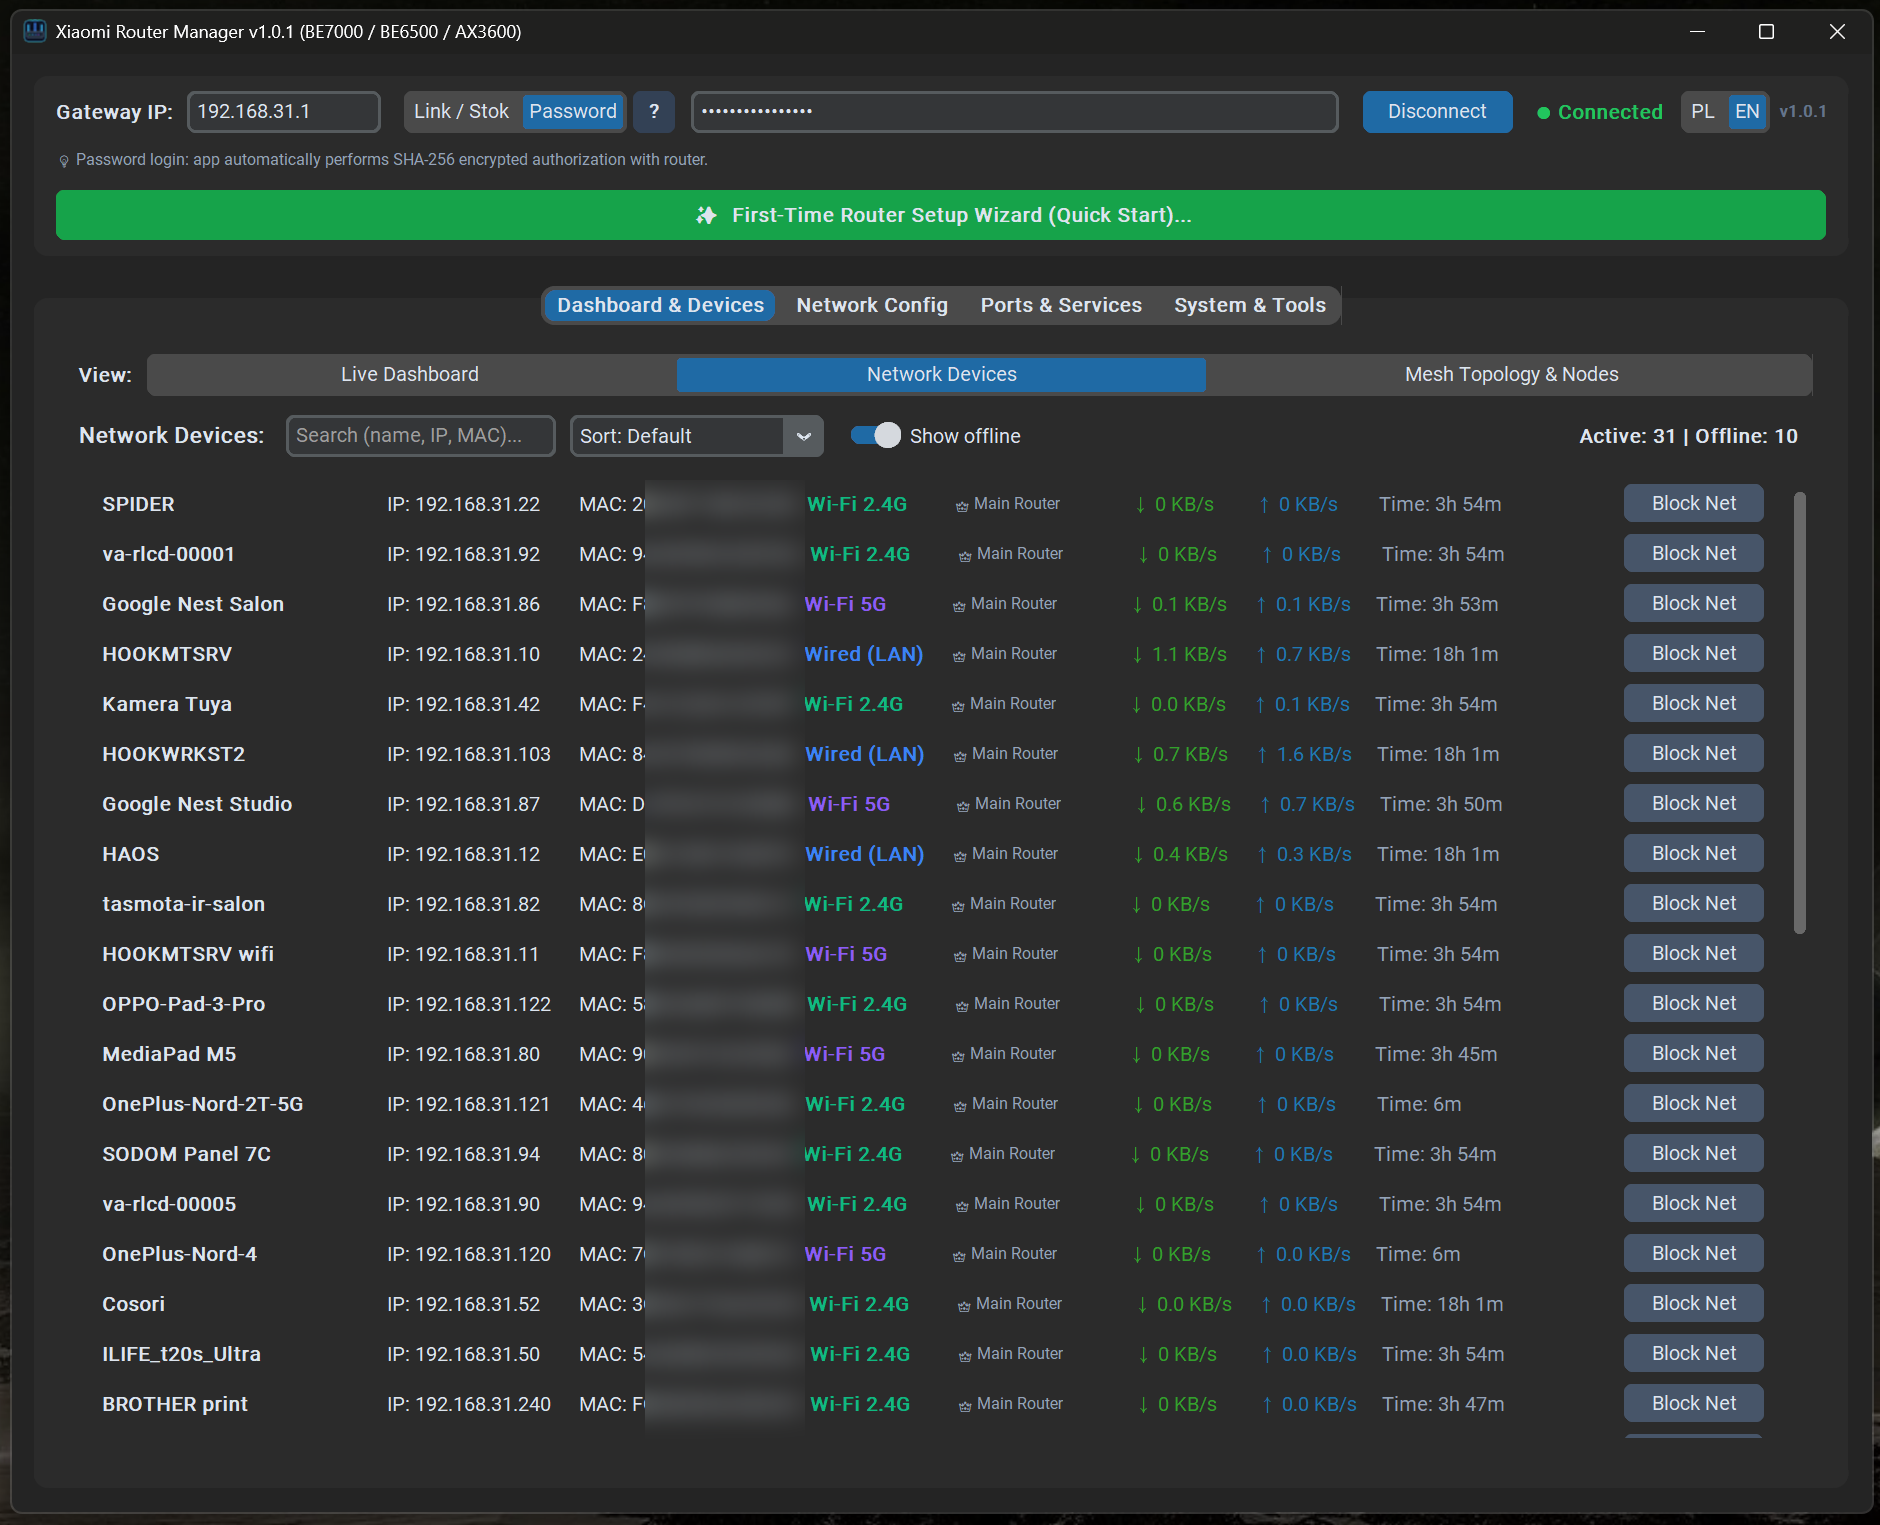 Xiaomi Router Manager v1.0.1 (BE7000 / BE6500 / AX3600)
Gateway IP: 192.168.31.1 Link / Stok Password ? ••••••••••••••• Disconnect ● Connected PL EN v1.0.1
Password login: app automatically performs SHA-256 encrypted authorization with router.
First-Time Router Setup Wizard (Quick Start)...
Dashboard & Devices Network Config Ports & Services System & Tools
View: Live Dashboard Network Devices Mesh Topology & Nodes
Network Devices: Search (name, IP, MAC)... Sort: Default Show offline Active: 31 | Offline: 10
SPIDER IP: 192.168.31.22 MAC: 2 Wi-Fi 2.4G Main Router ↓ 0 KB/s ↑ 0 KB/s Time: 3h 54m Block Net
va-rlcd-00001 IP: 192.168.31.92 MAC: 9 Wi-Fi 2.4G Main Router ↓ 0 KB/s ↑ 0 KB/s Time: 3h 54m Block Net
Google Nest Salon IP: 192.168.31.86 MAC: F Wi-Fi 5G Main Router ↓ 0.1 KB/s ↑ 0.1 KB/s Time: 3h 53m Block Net
HOOKMTSRV IP: 192.168.31.10 MAC: 2 Wired (LAN) Main Router ↓ 1.1 KB/s ↑ 0.7 KB/s Time: 18h 1m Block Net
Kamera Tuya IP: 192.168.31.42 MAC: F Wi-Fi 2.4G Main Router ↓ 0.0 KB/s ↑ 0.1 KB/s Time: 3h 54m Block Net
HOOKWRKST2 IP: 192.168.31.103 MAC: 8 Wired (LAN) Main Router ↓ 0.7 KB/s ↑ 1.6 KB/s Time: 18h 1m Block Net
Google Nest Studio IP: 192.168.31.87 MAC: D Wi-Fi 5G Main Router ↓ 0.6 KB/s ↑ 0.7 KB/s Time: 3h 50m Block Net
HAOS IP: 192.168.31.12 MAC: E Wired (LAN) Main Router ↓ 0.4 KB/s ↑ 0.3 KB/s Time: 18h 1m Block Net
tasmota-ir-salon IP: 192.168.31.82 MAC: 8 Wi-Fi 2.4G Main Router ↓ 0 KB/s ↑ 0 KB/s Time: 3h 54m Block Net
HOOKMTSRV wifi IP: 192.168.31.11 MAC: F Wi-Fi 5G Main Router ↓ 0 KB/s ↑ 0 KB/s Time: 3h 54m Block Net
OPPO-Pad-3-Pro IP: 192.168.31.122 MAC: 5 Wi-Fi 2.4G Main Router ↓ 0 KB/s ↑ 0 KB/s Time: 3h 54m Block Net
MediaPad M5 IP: 192.168.31.80 MAC: 9 Wi-Fi 5G Main Router ↓ 0 KB/s ↑ 0 KB/s Time: 3h 45m Block Net
OnePlus-Nord-2T-5G IP: 192.168.31.121 MAC: 4 Wi-Fi 2.4G Main Router ↓ 0 KB/s ↑ 0 KB/s Time: 6m Block Net
SODOM Panel 7C IP: 192.168.31.94 MAC: 8 Wi-Fi 2.4G Main Router ↓ 0 KB/s ↑ 0 KB/s Time: 3h 54m Block Net
va-rlcd-00005 IP: 192.168.31.90 MAC: 9 Wi-Fi 2.4G Main Router ↓ 0 KB/s ↑ 0 KB/s Time: 3h 54m Block Net
OnePlus-Nord-4 IP: 192.168.31.120 MAC: 7 Wi-Fi 5G Main Router ↓ 0 KB/s ↑ 0.0 KB/s Time: 6m Block Net
Cosori IP: 192.168.31.52 MAC: 3 Wi-Fi 2.4G Main Router ↓ 0.0 KB/s ↑ 0.0 KB/s Time: 18h 1m Block Net
ILIFE_t20s_Ultra IP: 192.168.31.50 MAC: 5 Wi-Fi 2.4G Main Router ↓ 0 KB/s ↑ 0.0 KB/s Time: 3h 54m Block Net
BROTHER print IP: 192.168.31.240 MAC: F Wi-Fi 2.4G Main Router ↓ 0 KB/s ↑ 0.0 KB/s Time: 3h 47m Block Net